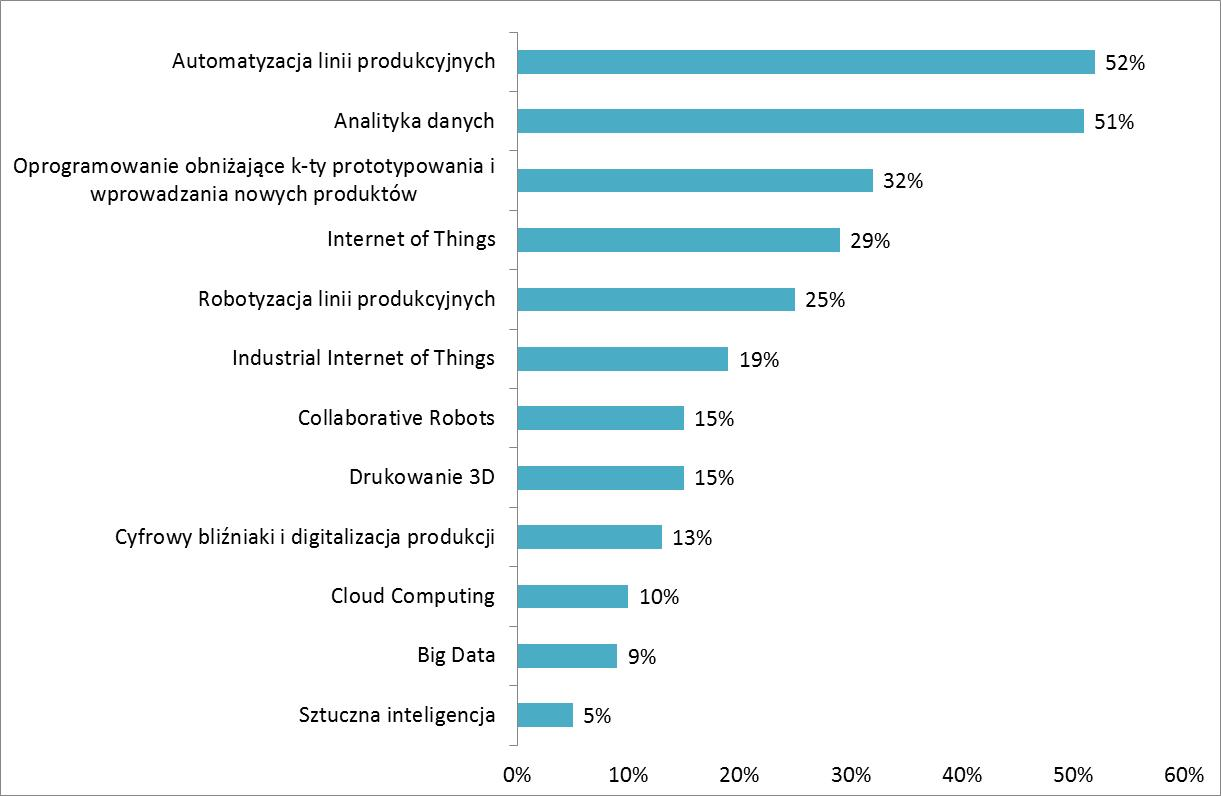 Automatyzacja linii produkcyjnych
52%
Analityka danych
51%
Oprogramowanie obniżające k-ty prototypowania i
wprowadzania nowych produktów
32%
Internet of Things
29%
Robotyzacja linii produkcyjnych
25%
Industrial Internet of Things
19%
Collaborative Robots
15%
Drukowanie 3D
15%
Cyfrowy bliźniaki i digitalizacja produkcji
13%
Cloud Computing
10%
Big Data
9%
Sztuczna inteligencja
5%
0% 10% 20% 30% 40% 50% 60%